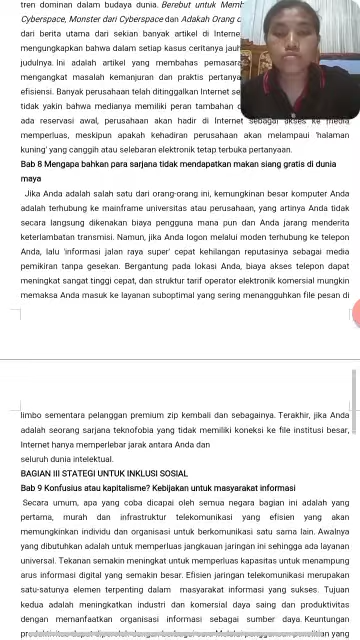 tren dominan dalam budaya dunia. Berebut untuk Memb
Cyberspace, Monster dari Cyberspace dan Adakah Orang
dari berita utama dari sekian banyak artikel di Interne
mengungkapkan bahwa dalam setiap kasus ceritanya jauh
judulnya. Ini adalah artikel yang membahas pemasara
mengangkat masalah kemanjuran dan praktis pertanya
efisiensi. Banyak perusahaan telah ditinggalkan Internet se
tidak yakin bahwa medianya memiliki peran tambahan
ada reservasi awal, perusahaan akan hadir di Internet sebagai akses ke media
memperluas, meskipun apakah kehadiran perusahaan akan melampaui 'halaman
kuning' yang canggih atau selebaran elektronik tetap terbuka pertanyaan.
Bab 8 Mengapa bahkan para sarjana tidak mendapatkan makan siang gratis di dunia
maya
Jika Anda adalah salah satu dari orang-orang ini, kemungkinan besar komputer Anda
adalah terhubung ke mainframe universitas atau perusahaan, yang artinya Anda tidak
secara langsung dikenakan biaya pengguna mana pun dan Anda jarang menderita
keterlambatan transmisi. Namun, jika Anda logon melalui moden terhubung ke telepon
Anda, lalu 'informasi jalan raya super' cepat kehilangan reputasinya sebagai media
pemikiran tanpa gesekan. Bergantung pada lokasi Anda, biaya akses telepon dapat
meningkat sangat tinggi cepat, dan struktur tarif operator elektronik komersial mungkin
memaksa Anda masuk ke layanan suboptimal yang sering menangguhkan file pesan di
limbo sementara pelanggan premium zip kembali dan sebagainya. Terakhir, jika Anda
adalah seorang sarjana teknofobia yang tidak memiliki koneksi ke file institusi besar,
Internet hanya memperlebar jarak antara Anda dan
seluruh dunia intelektual.
BAGIAN III STATEGI UNTUK INKLUSI SOSIAL
Bab 9 Konfusius atau kapitalisme? Kebijakan untuk masyarakat informasi
Secara umum, apa yang coba dicapai oleh semua negara bagian ini adalah yang
pertama, murah dan infrastruktur telekomunikasi yang efisien yang akan
memungkinkan individu dan organisasi untuk berkomunikasi satu sama lain. Awalnya
yang dibutuhkan adalah untuk memperluas jangkauan jaringan ini sehingga ada layanan
universal. Tekanan semakin meningkat untuk memperluas kapasitas untuk menampung
arus informasi digital yang semakin besar. Efisien jaringan telekomunikasi merupakan
satu-satunya elemen terpenting dalam masyarakat informasi yang sukses. Tujuan
kedua adalah meningkatkan industri dan komersial daya saing dan produktivitas
dengan memanfaatkan organisasi informasi sebagai sumber daya. Keuntungan